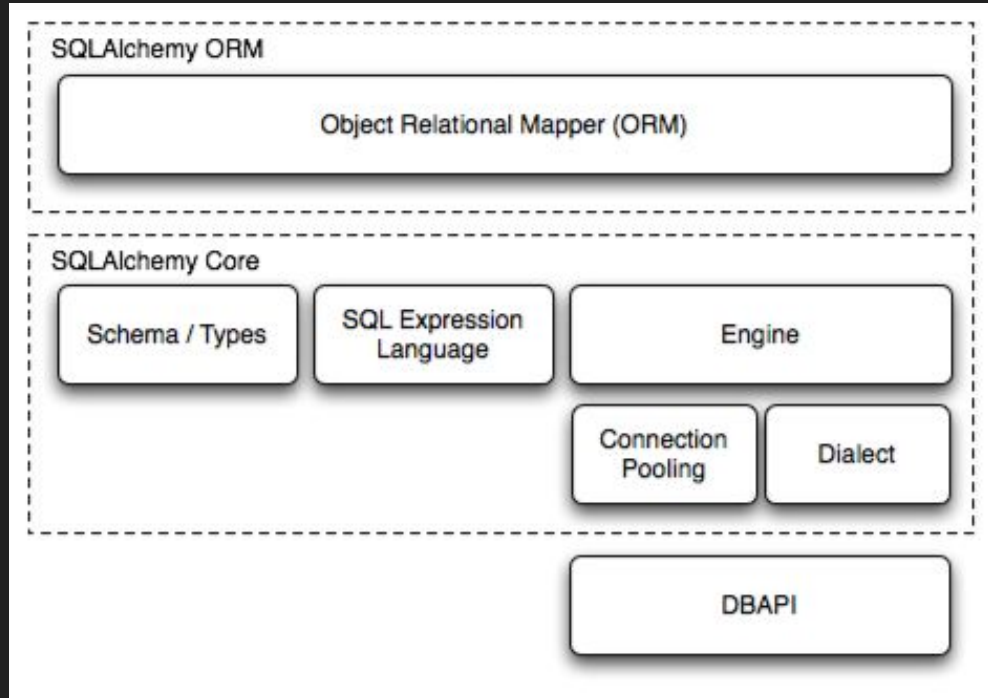 SQLAlchemy ORM
Object Relational Mapper (ORM)
SQLAlchemy Core
Schema / Types
SQL Expression
Language
Engine
Connection
Pooling
Dialect
DBAPI